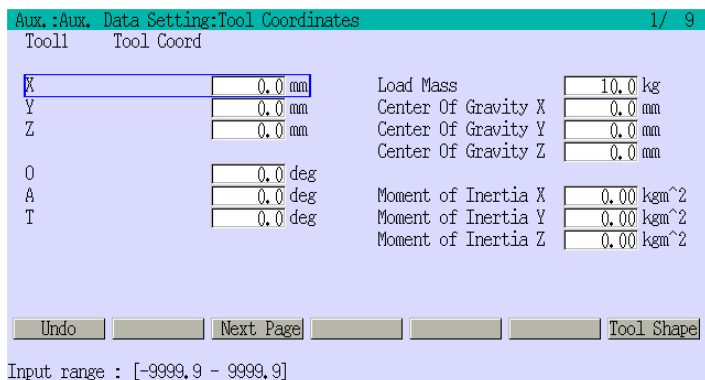 Aux.:Aux. Data Setting:Tool Coordinates 1/ 9
Tool1 Tool Coord
X 0.0 mm Load Mass 10.0 kg
Y 0.0 mm Center Of Gravity X 0.0 mm
Z 0.0 mm Center Of Gravity Y 0.0 mm
Center Of Gravity Z 0.0 mm
O 0.0 deg
A 0.0 deg Moment of Inertia X 0.00 kgm^2
T 0.0 deg Moment of Inertia Y 0.00 kgm^2
Moment of Inertia Z 0.00 kgm^2
Undo Next Page Tool Shape
Input range : [-9999.9 - 9999.9]